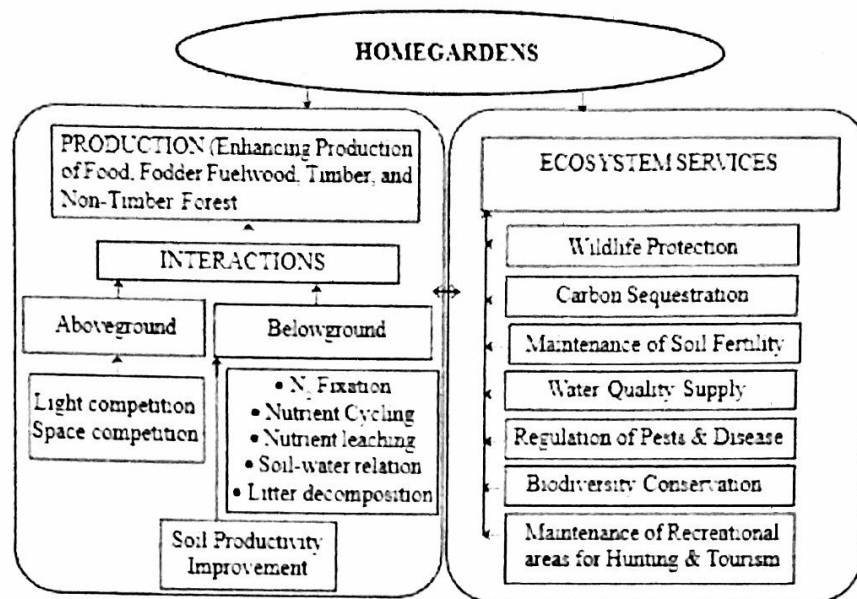 HOMEGARDENS
PRODUCTION (Enhancing Production
of Food, Fodder Fuelwood, Timber, and
Non-Timber Forest
INTERACTIONS
Aboveground
Belowground
Light competition
Space competition
• N₂ Fixation
• Nutrient Cycling
• Nutrient leaching
• Soil-water relation
• Litter decomposition
Soil Productivity
Improvement
ECOSYSTEM SERVICES
Wildlife Protection
Carbon Sequestration
Maintenance of Soil Fertility
Water Quality Supply
Regulation of Pests & Disease
Biodiversity Conservation
Maintenance of Recreational
areas for Hunting & Tourism